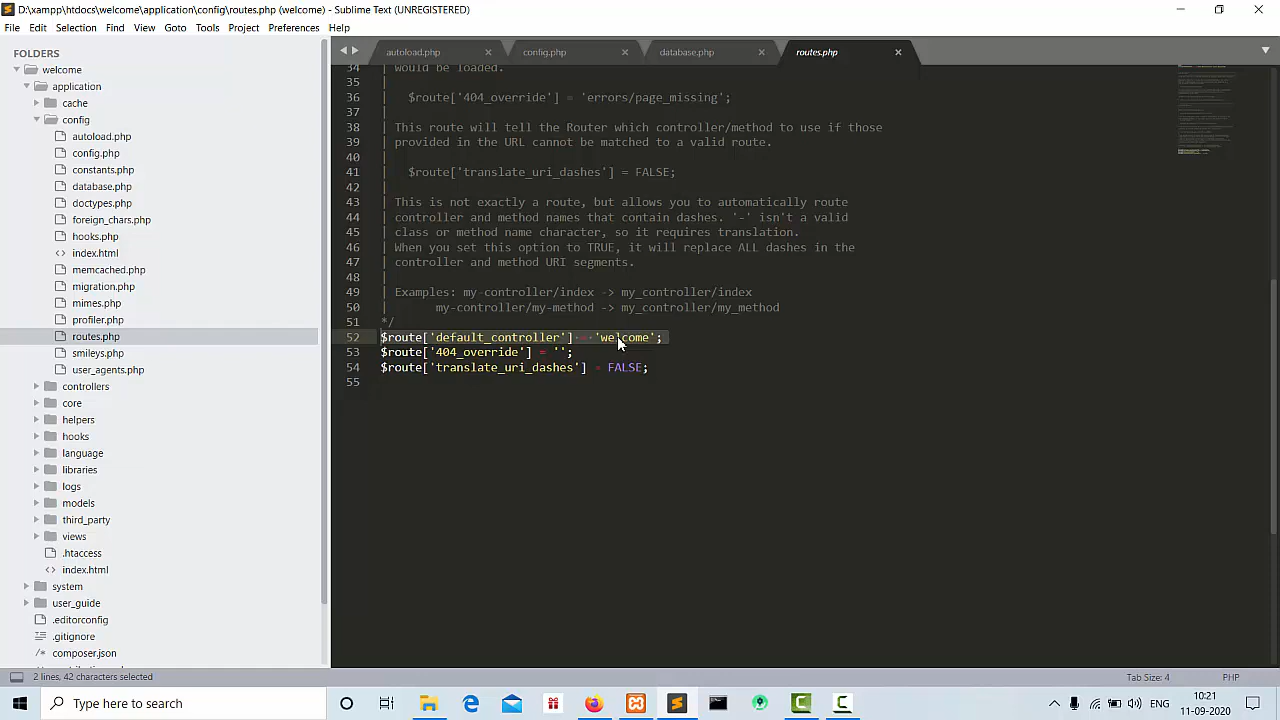 D:\xampp\htdocs\welcome\application\config\routes.php (welcome) - Sublime Text (UNREGISTERED)
File Edit Selection Find View Goto Tools Project Preferences Help
FOLDERS
welcome
application
cache
config
autoload.php
config.php
constants.php
database.php
doctypes.php
foreign_chars.php
hooks.php
index.html
memcached.php
migration.php
mimes.php
profiler.php
routes.php
smileys.php
user_agents.php
controllers
core
helpers
hooks
language
libraries
logs
models
third_party
views
.htaccess
index.html
system
user_guide
.editorconfig
.gitignore
composer.json
autoload.php config.php database.php routes.php
34 | would be loaded.
35 |
36 | $route['404_override'] = 'errors/page_missing';
37 |
38 | This route will tell the Router which controller/method to use if those
39 | provided in the URL cannot be matched to a valid route.
40 |
41 | $route['translate_uri_dashes'] = FALSE;
42 |
43 | This is not exactly a route, but allows you to automatically route
44 | controller and method names that contain dashes. '-' isn't a valid
45 | class or method name character, so it requires translation.
46 | When you set this option to TRUE, it will replace ALL dashes in the
47 | controller and method URI segments.
48 |
49 | Examples: my-controller/index -> my_controller/index
50 | my-controller/my-method -> my_controller/my_method
51 */
52 $route['default_controller'] = 'welcome';
53 $route['404_override'] = '';
54 $route['translate_uri_dashes'] = FALSE;
55
2 lines, 42 characters selected Tab Size: 4 PHP
Type here to search
ENG
10:21
11-09-2020